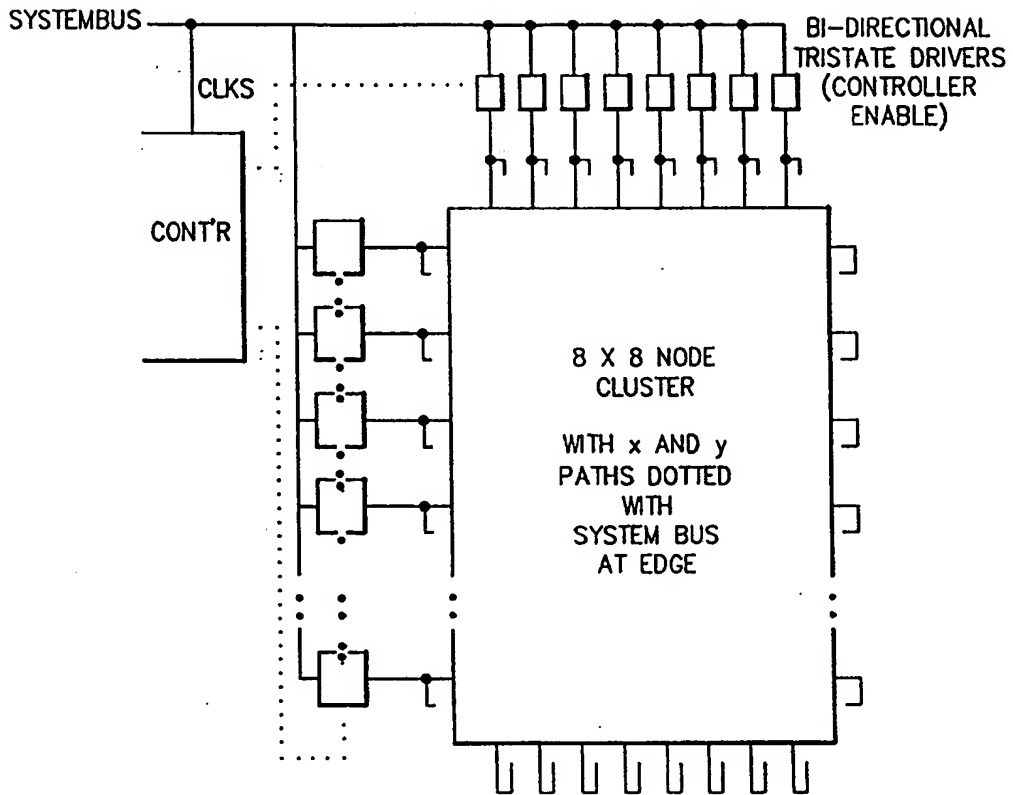 SYSTEMBUS
BI-DIRECTIONAL
TRISTATE DRIVERS
(CONTROLLER
ENABLE)
CLKS
CONT'R
8 X 8 NODE
CLUSTER
WITH x AND y
PATHS DOTTED
WITH
SYSTEM BUS
AT EDGE